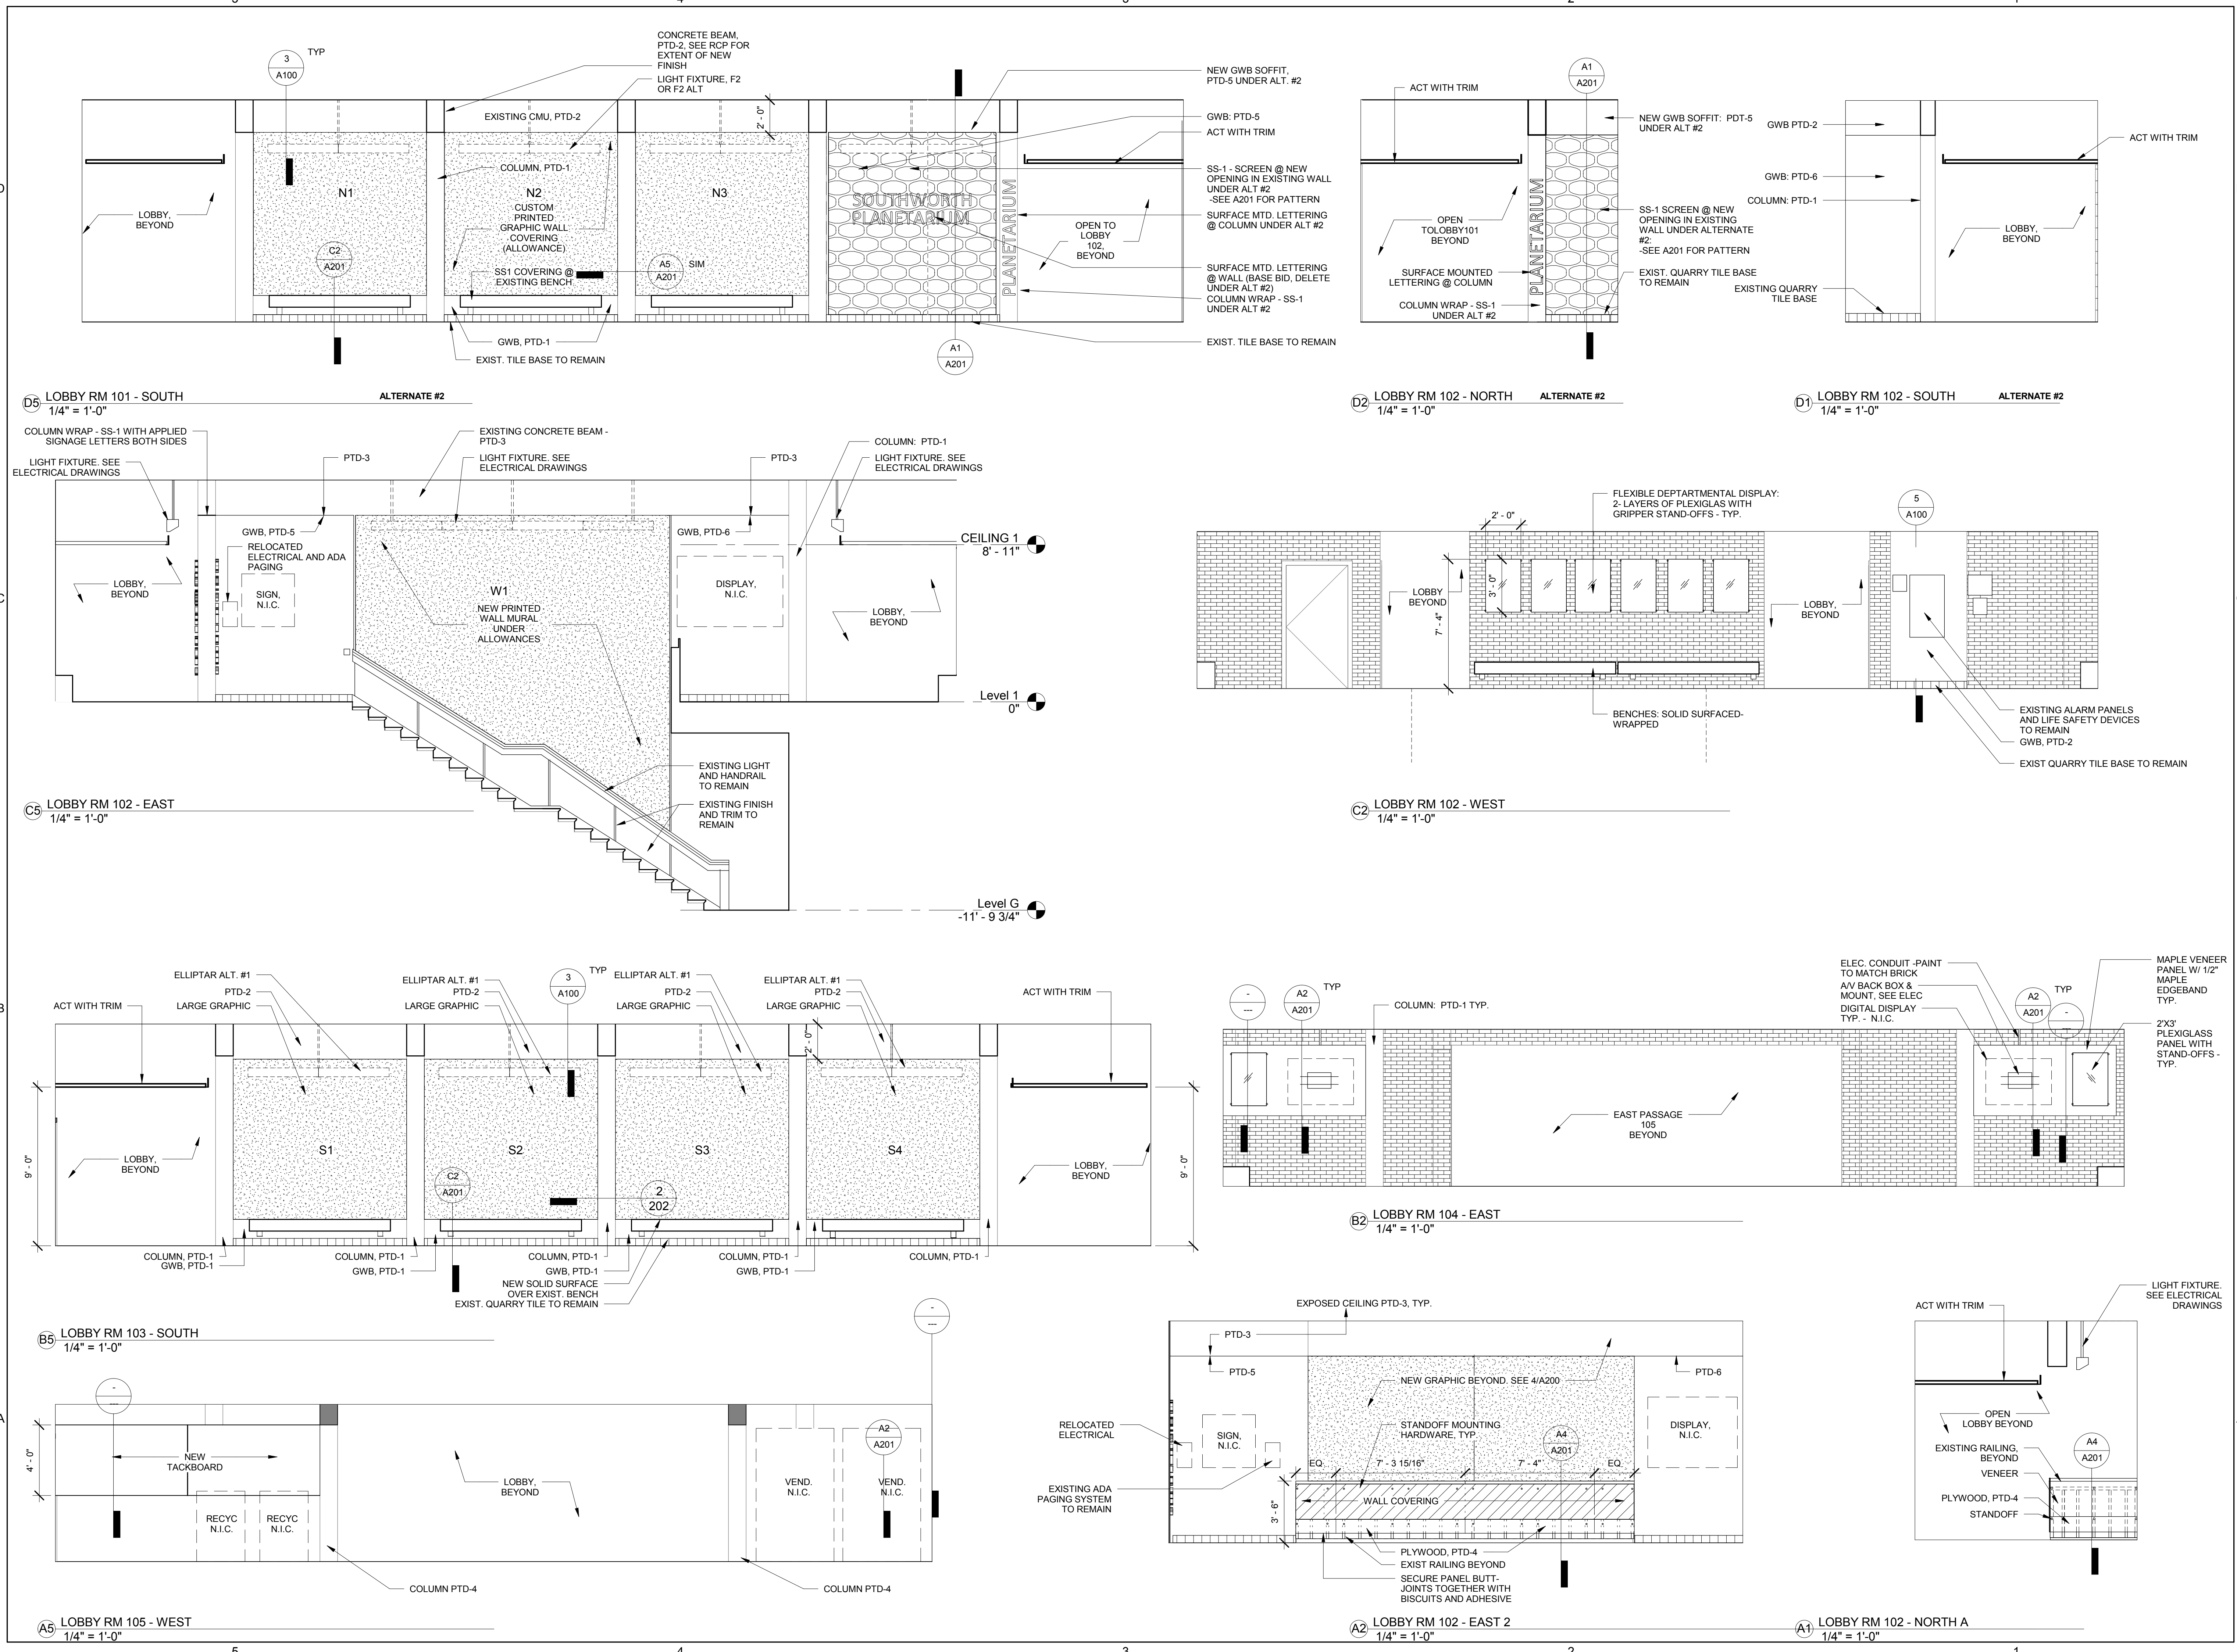 5
4
3
2
1
D
C
B
A
3
A100
TYP
CONCRETE BEAM,
PTD-2, SEE RCP FOR
EXTENT OF NEW
FINISH
LIGHT FIXTURE, F2
OR F2 ALT
EXISTING CMU, PTD-2
2' - 0"
NEW GWB SOFFIT,
PTD-5 UNDER ALT. #2
GWB: PTD-5
ACT WITH TRIM
SS-1 - SCREEN @ NEW
OPENING IN EXISTING WALL
UNDER ALT #2
-SEE A201 FOR PATTERN
SURFACE MTD. LETTERING
@ COLUMN UNDER ALT #2
SURFACE MTD. LETTERING
@ WALL (BASE BID, DELETE
UNDER ALT #2)
COLUMN WRAP - SS-1
UNDER ALT #2
EXIST. TILE BASE TO REMAIN
COLUMN, PTD-1
N1
N2
N3
CUSTOM
PRINTED
GRAPHIC WALL
COVERING
(ALLOWANCE)
LOBBY,
BEYOND
C2
A201
SS1 COVERING @
EXISTING BENCH
A5
A201
SIM
SOUTHWORTH
PLANETARIUM
PLANETARIUM
OPEN TO
LOBBY
102,
BEYOND
GWB, PTD-1
EXIST. TILE BASE TO REMAIN
A1
A201
D5
LOBBY RM 101 - SOUTH
ALTERNATE #2
1/4" = 1'-0"
A1
A201
ACT WITH TRIM
NEW GWB SOFFIT: PDT-5
UNDER ALT #2
OPEN
TOLOBBY101
BEYOND
PLANETARIUM
SS-1 SCREEN @ NEW
OPENING IN EXISTING
WALL UNDER ALTERNATE
#2:
-SEE A201 FOR PATTERN
SURFACE MOUNTED
LETTERING @ COLUMN
EXIST. QUARRY TILE BASE
TO REMAIN
COLUMN WRAP - SS-1
UNDER ALT #2
D2
LOBBY RM 102 - NORTH
ALTERNATE #2
1/4" = 1'-0"
GWB PTD-2
ACT WITH TRIM
GWB: PTD-6
COLUMN: PTD-1
LOBBY,
BEYOND
EXISTING QUARRY
TILE BASE
D1
LOBBY RM 102 - SOUTH
ALTERNATE #2
1/4" = 1'-0"
COLUMN WRAP - SS-1 WITH APPLIED
SIGNAGE LETTERS BOTH SIDES
LIGHT FIXTURE. SEE
ELECTRICAL DRAWINGS
PTD-3
EXISTING CONCRETE BEAM -
PTD-3
LIGHT FIXTURE. SEE
ELECTRICAL DRAWINGS
COLUMN: PTD-1
PTD-3
LIGHT FIXTURE. SEE
ELECTRICAL DRAWINGS
GWB, PTD-5
RELOCATED
ELECTRICAL AND ADA
PAGING
GWB, PTD-6
CEILING 1
8' - 11"
LOBBY,
BEYOND
SIGN,
N.I.C.
W1
NEW PRINTED
WALL MURAL
UNDER
ALLOWANCES
DISPLAY,
N.I.C.
LOBBY,
BEYOND
Level 1
0"
EXISTING LIGHT
AND HANDRAIL
TO REMAIN
EXISTING FINISH
AND TRIM TO
REMAIN
Level G
-11' - 9 3/4"
C5
LOBBY RM 102 - EAST
1/4" = 1'-0"
FLEXIBLE DEPTARTMENTAL DISPLAY:
2- LAYERS OF PLEXIGLAS WITH
GRIPPER STAND-OFFS - TYP.
2' - 0"
3' - 0"
7' - 4"
5
A100
LOBBY
BEYOND
LOBBY,
BEYOND
BENCHES: SOLID SURFACED-
WRAPPED
EXISTING ALARM PANELS
AND LIFE SAFETY DEVICES
TO REMAIN
GWB, PTD-2
EXIST QUARRY TILE BASE TO REMAIN
C2
LOBBY RM 102 - WEST
1/4" = 1'-0"
ELLIPTAR ALT. #1
PTD-2
LARGE GRAPHIC
ELLIPTAR ALT. #1
PTD-2
LARGE GRAPHIC
3
A100
TYP
ELLIPTAR ALT. #1
PTD-2
LARGE GRAPHIC
ELLIPTAR ALT. #1
PTD-2
LARGE GRAPHIC
ACT WITH TRIM
ACT WITH TRIM
2' - 0"
9' - 0"
LOBBY,
BEYOND
S1
S2
S3
S4
C2
A201
2
202
LOBBY,
BEYOND
9' - 0"
COLUMN, PTD-1
GWB, PTD-1
COLUMN, PTD-1
GWB, PTD-1
COLUMN, PTD-1
GWB, PTD-1
NEW SOLID SURFACE
OVER EXIST. BENCH
EXIST. QUARRY TILE TO REMAIN
COLUMN, PTD-1
GWB, PTD-1
COLUMN, PTD-1
B5
LOBBY RM 103 - SOUTH
1/4" = 1'-0"
-
---
A2
A201
TYP
COLUMN: PTD-1 TYP.
ELEC. CONDUIT -PAINT
TO MATCH BRICK
A/V BACK BOX &
MOUNT, SEE ELEC
DIGITAL DISPLAY
TYP. - N.I.C.
A2
A201
TYP
-
---
MAPLE VENEER
PANEL W/ 1/2"
MAPLE
EDGEBAND
TYP.
2'X3'
PLEXIGLASS
PANEL WITH
STAND-OFFS -
TYP.
EAST PASSAGE
105
BEYOND
B2
LOBBY RM 104 - EAST
1/4" = 1'-0"
-
---
-
---
4' - 0"
NEW
TACKBOARD
RECYC
N.I.C.
RECYC
N.I.C.
LOBBY,
BEYOND
VEND.
N.I.C.
VEND.
N.I.C.
A2
A201
COLUMN PTD-4
COLUMN PTD-4
A5
LOBBY RM 105 - WEST
1/4" = 1'-0"
EXPOSED CEILING PTD-3, TYP.
PTD-3
PTD-5
PTD-6
NEW GRAPHIC BEYOND. SEE 4/A200
RELOCATED
ELECTRICAL
SIGN,
N.I.C.
STANDOFF MOUNTING
HARDWARE, TYP.
A4
A201
DISPLAY,
N.I.C.
EQ.
7' - 3 15/16"
7' - 4"
EQ.
EXISTING ADA
PAGING SYSTEM
TO REMAIN
3' - 6"
WALL COVERING
PLYWOOD, PTD-4
EXIST RAILING BEYOND
SECURE PANEL BUTT-
JOINTS TOGETHER WITH
BISCUITS AND ADHESIVE
A2
LOBBY RM 102 - EAST 2
1/4" = 1'-0"
LIGHT FIXTURE.
SEE ELECTRICAL
DRAWINGS
ACT WITH TRIM
OPEN
LOBBY BEYOND
A4
A201
EXISTING RAILING,
BEYOND
VENEER
PLYWOOD, PTD-4
STANDOFF
A1
LOBBY RM 102 - NORTH A
1/4" = 1'-0"
5
4
3
2
1